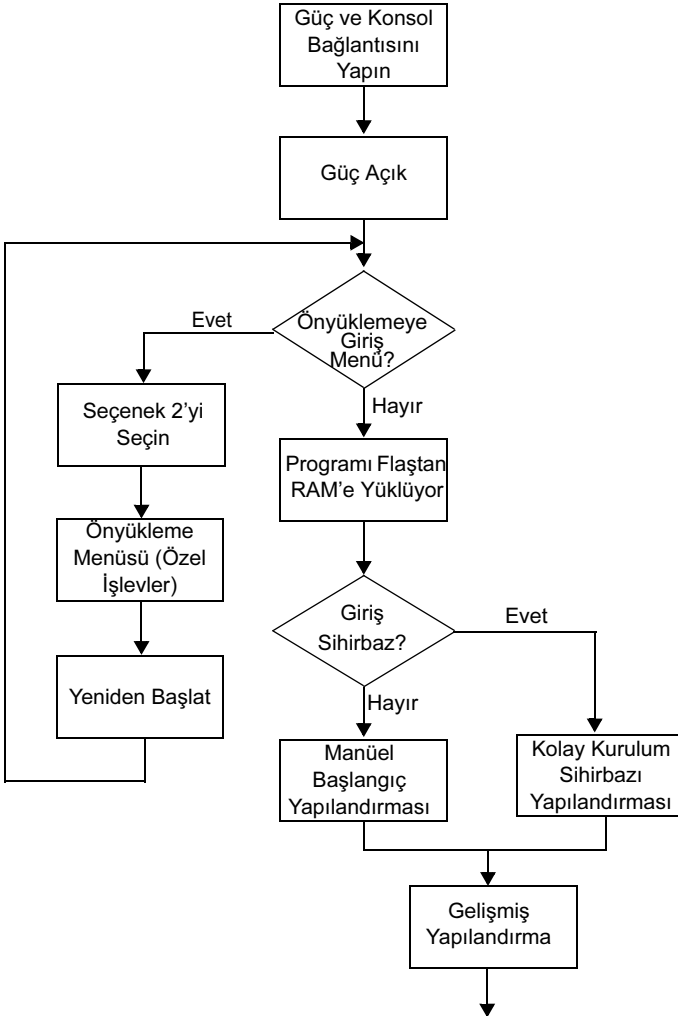 Güç ve Konsol
Bağlantısını
Yapın
Güç Açık
Evet
Önyüklemeye
Giriş
Menü?
Hayır
Seçenek 2’yi
Seçin
Programı Flaştan
RAM’e Yüklüyor
Önyükleme
Menüsü (Özel
İşlevler)
Giriş
Sihirbaz?
Evet
Yeniden Başlat
Hayır
Manüel
Başlangıç
Yapılandırması
Kolay Kurulum
Sihirbazı
Yapılandırması
Gelişmiş
Yapılandırma